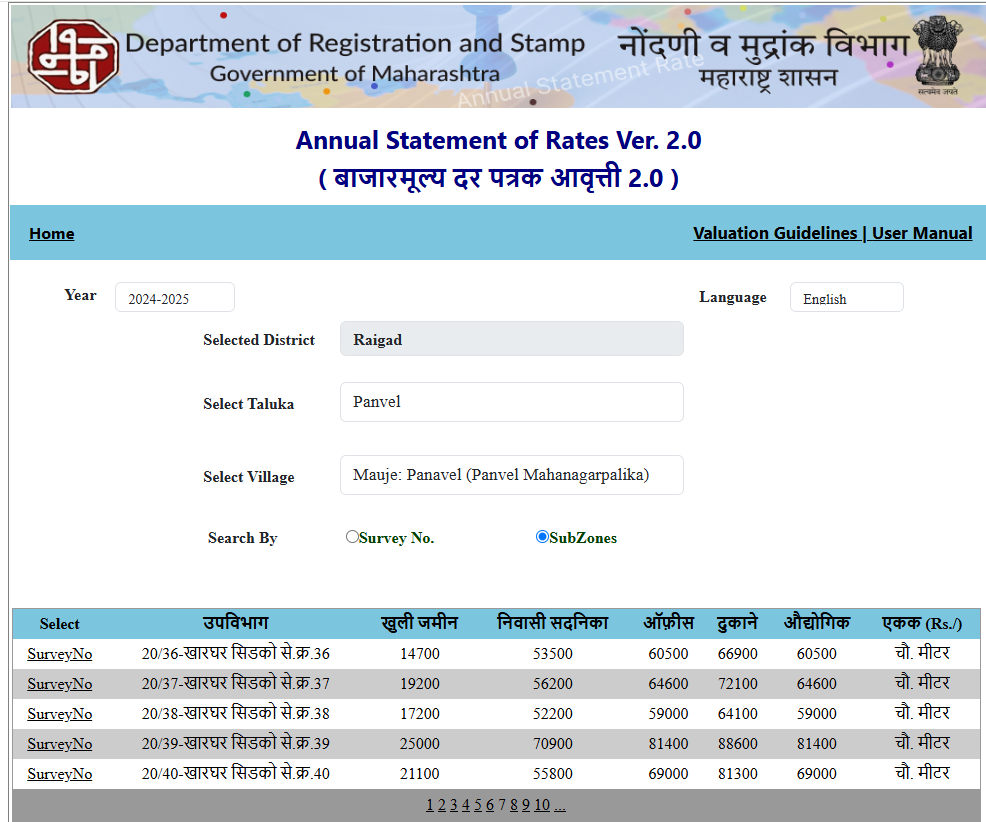 Department of Registration and Stamp
Government of Maharashtra
नोंदणी व मुद्रांक विभाग
महाराष्ट्र शासन
सत्यमेव जयते
Annual Statement Rate
Annual Statement of Rates Ver. 2.0
( बाजारमूल्य दर पत्रक आवृत्ती 2.0 )
Home Valuation Guidelines | User Manual
Year 2024-2025 Language English
Selected District Raigad
Select Taluka Panvel
Select Village Mauje: Panavel (Panvel Mahanagarpalika)
Search By Survey No. SubZones
Select उपविभाग खुली जमीन निवासी सदनिका ऑफ़ीस दुकाने औद्योगिक एकक (Rs./)
SurveyNo 20/36-खारघर सिडको से.क्र.36 14700 53500 60500 66900 60500 चौ. मीटर
SurveyNo 20/37-खारघर सिडको से.क्र.37 19200 56200 64600 72100 64600 चौ. मीटर
SurveyNo 20/38-खारघर सिडको से.क्र.38 17200 52200 59000 64100 59000 चौ. मीटर
SurveyNo 20/39-खारघर सिडको से.क्र.39 25000 70900 81400 88600 81400 चौ. मीटर
SurveyNo 20/40-खारघर सिडको से.क्र.40 21100 55800 69000 81300 69000 चौ. मीटर
1 2 3 4 5 6 7 8 9 10 ...